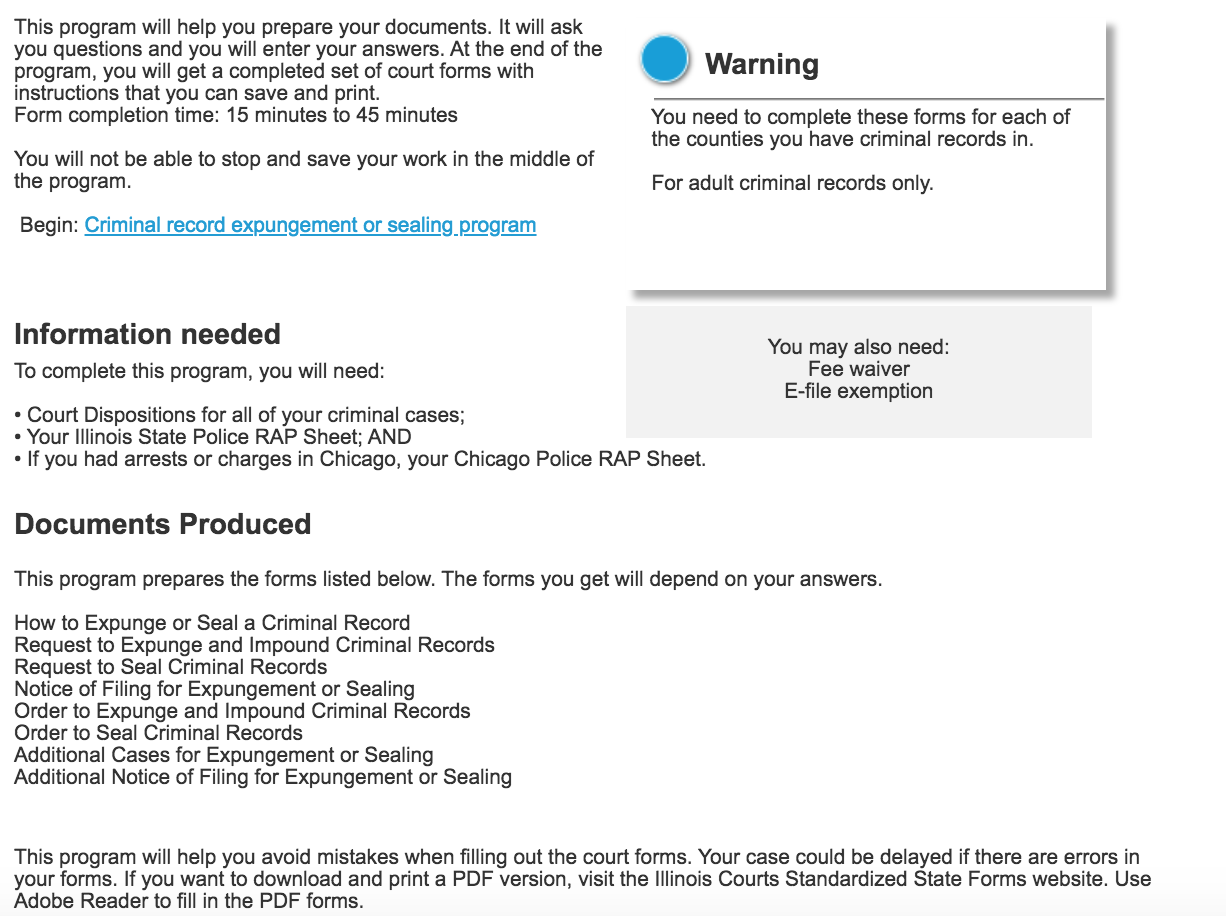 This program will help you prepare your documents. It will ask
you questions and you will enter your answers. At the end of the
program, you will get a completed set of court forms with
instructions that you can save and print.
Form completion time: 15 minutes to 45 minutes
You will not be able to stop and save your work in the middle of
the program.
Begin: Criminal record expungement or sealing program
Warning
You need to complete these forms for each of
the counties you have criminal records in.
For adult criminal records only.
Information needed
To complete this program, you will need:
• Court Dispositions for all of your criminal cases;
• Your Illinois State Police RAP Sheet; AND
• If you had arrests or charges in Chicago, your Chicago Police RAP Sheet.
You may also need:
Fee waiver
E-file exemption
Documents Produced
This program prepares the forms listed below. The forms you get will depend on your answers.
How to Expunge or Seal a Criminal Record
Request to Expunge and Impound Criminal Records
Request to Seal Criminal Records
Notice of Filing for Expungement or Sealing
Order to Expunge and Impound Criminal Records
Order to Seal Criminal Records
Additional Cases for Expungement or Sealing
Additional Notice of Filing for Expungement or Sealing
This program will help you avoid mistakes when filling out the court forms. Your case could be delayed if there are errors in
your forms. If you want to download and print a PDF version, visit the Illinois Courts Standardized State Forms website. Use
Adobe Reader to fill in the PDF forms.